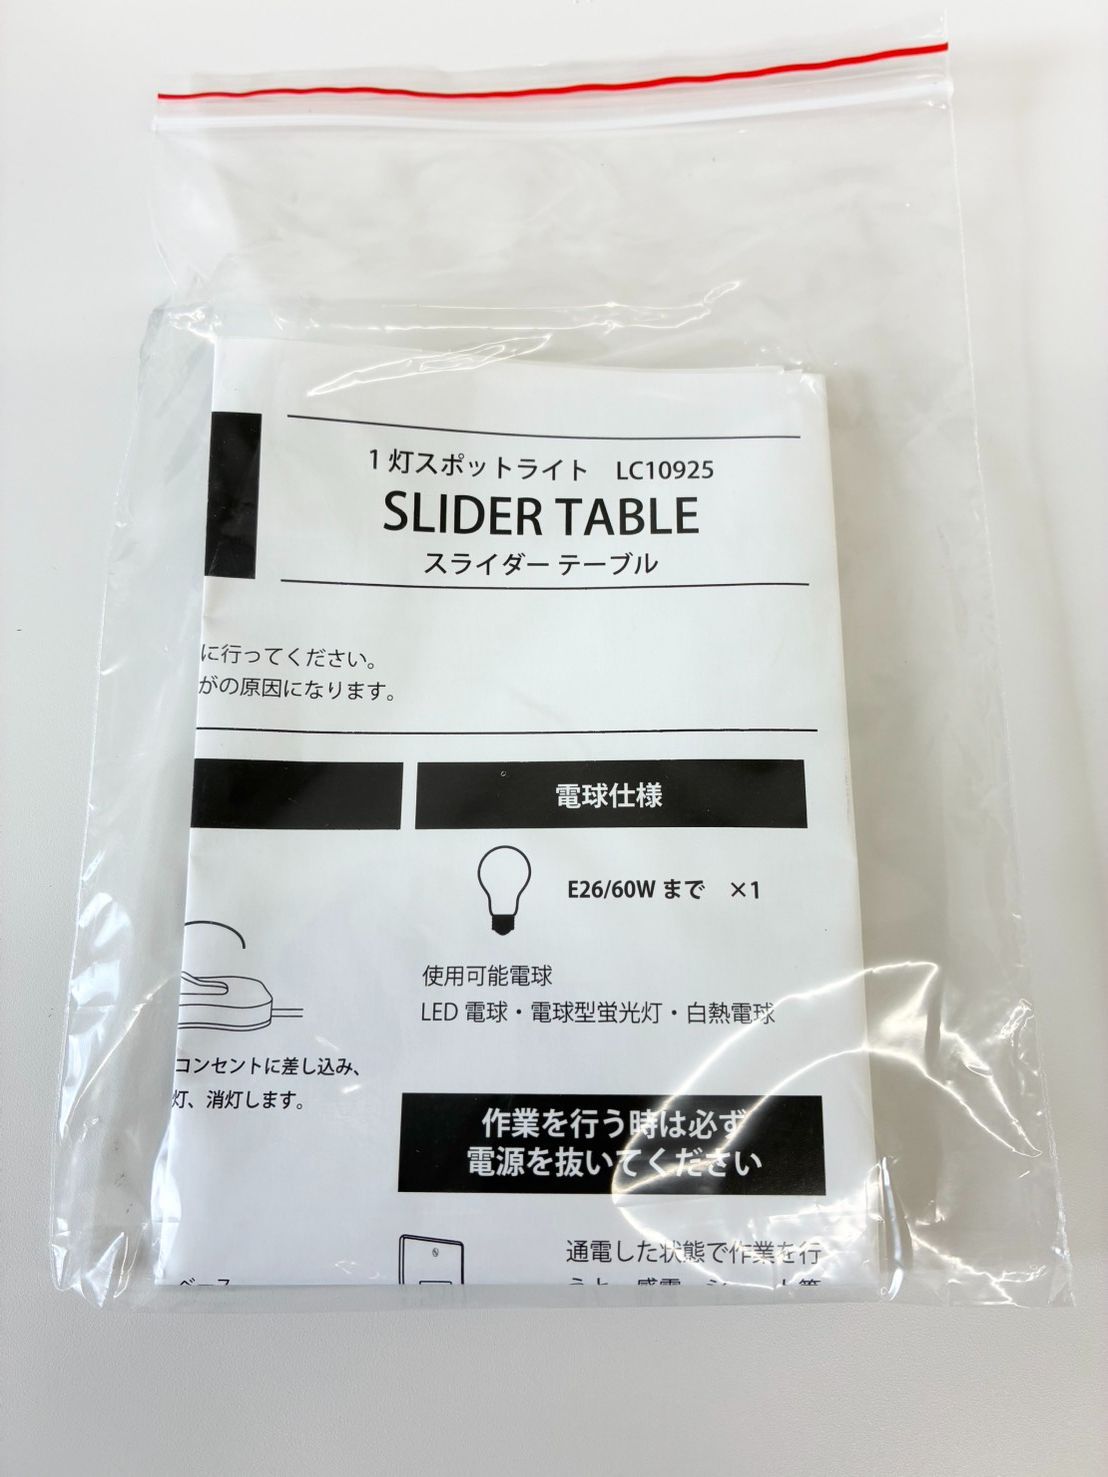 1 灯スポットライト LC10925
SLIDER TABLE
スライダー テーブル
に行ってください。
がの原因になります。
電球仕様
E26/60W まで ×1
使用可能電球
LED 電球・電球型蛍光灯・白熱電球
コンセントに差し込み、
灯、消灯します。
作業を行う時は必ず
電源を抜いてください
通電した状態で作業を行
ベース